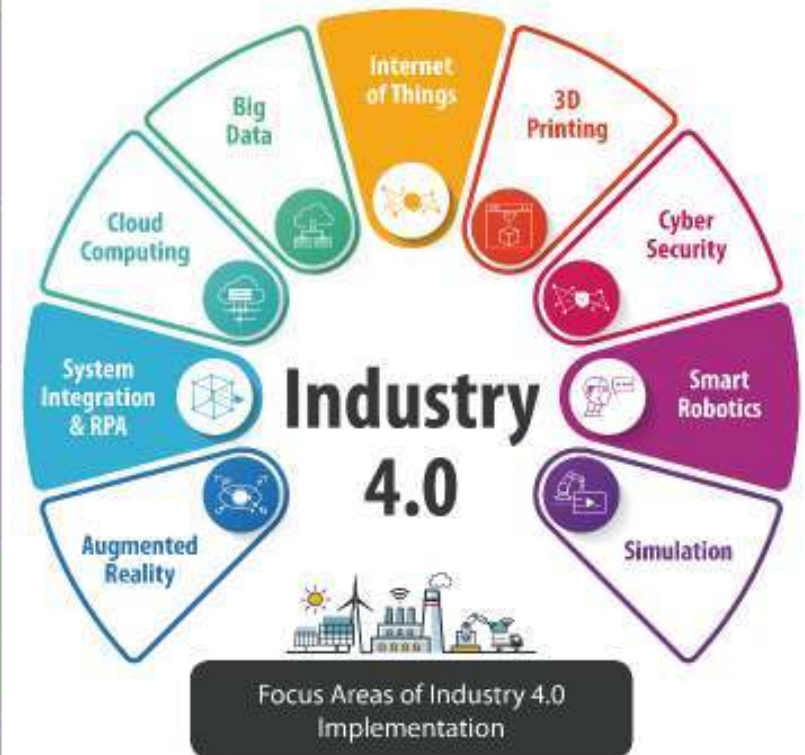 Internet
of Things
Big
Data
3D
Printing
Cloud
Computing
Cyber
Security
System
Integration
& RPA
Smart
Robotics
Industry
4.0
Augmented
Reality
Simulation
Focus Areas of Industry 4.0
Implementation